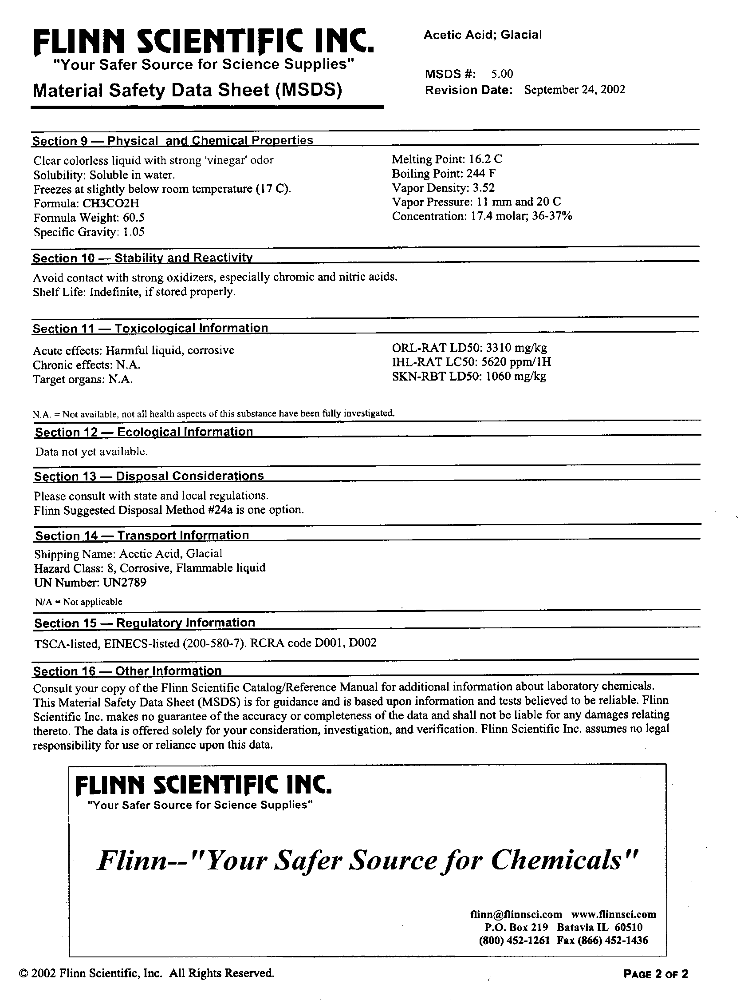 FLINN SCIENTIFIC INC.
"Your Safer Source for Science Supplies"
Material Safety Data Sheet (MSDS)
Acetic Acid; Glacial
MSDS #: 5.00
Revision Date: September 24, 2002
Section 9 — Physical and Chemical Properties
Clear colorless liquid with strong 'vinegar' odor
Solubility: Soluble in water.
Freezes at slightly below room temperature (17 C).
Formula: CH3CO2H
Formula Weight: 60.5
Specific Gravity: 1.05
Melting Point: 16.2 C
Boiling Point: 244 F
Vapor Density: 3.52
Vapor Pressure: 11 mm and 20 C
Concentration: 17.4 molar; 36-37%
Section 10 — Stability and Reactivity
Avoid contact with strong oxidizers, especially chromic and nitric acids.
Shelf Life: Indefinite, if stored properly.
Section 11 — Toxicological Information
Acute effects: Harmful liquid, corrosive
Chronic effects: N.A.
Target organs: N.A.
ORL-RAT LD50: 3310 mg/kg
IHL-RAT LC50: 5620 ppm/1H
SKN-RBT LD50: 1060 mg/kg
N.A. = Not available, not all health aspects of this substance have been fully investigated.
Section 12 — Ecological Information
Data not yet available.
Section 13 — Disposal Considerations
Please consult with state and local regulations.
Flinn Suggested Disposal Method #24a is one option.
Section 14 — Transport Information
Shipping Name: Acetic Acid, Glacial
Hazard Class: 8, Corrosive, Flammable liquid
UN Number: UN2789
N/A = Not applicable
Section 15 — Regulatory Information
TSCA-listed, EINECS-listed (200-580-7). RCRA code D001, D002
Section 16 — Other Information
Consult your copy of the Flinn Scientific Catalog/Reference Manual for additional information about laboratory chemicals.
This Material Safety Data Sheet (MSDS) is for guidance and is based upon information and tests believed to be reliable. Flinn
Scientific Inc. makes no guarantee of the accuracy or completeness of the data and shall not be liable for any damages relating
thereto. The data is offered solely for your consideration, investigation, and verification. Flinn Scientific Inc. assumes no legal
responsibility for use or reliance upon this data.
FLINN SCIENTIFIC INC.
"Your Safer Source for Science Supplies"
Flinn--"Your Safer Source for Chemicals"
flinn@flinnsci.com www.flinnsci.com
P.O. Box 219 Batavia IL 60510
(800) 452-1261 Fax (866) 452-1436
© 2002 Flinn Scientific, Inc. All Rights Reserved.
PAGE 2 OF 2